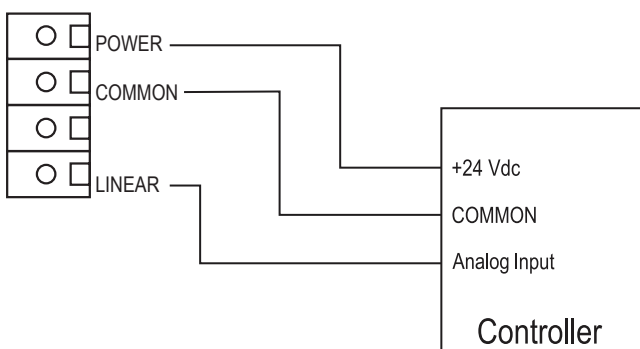 POWER
COMMON
LINEAR
+24 Vdc
COMMON
Analog Input
Controller